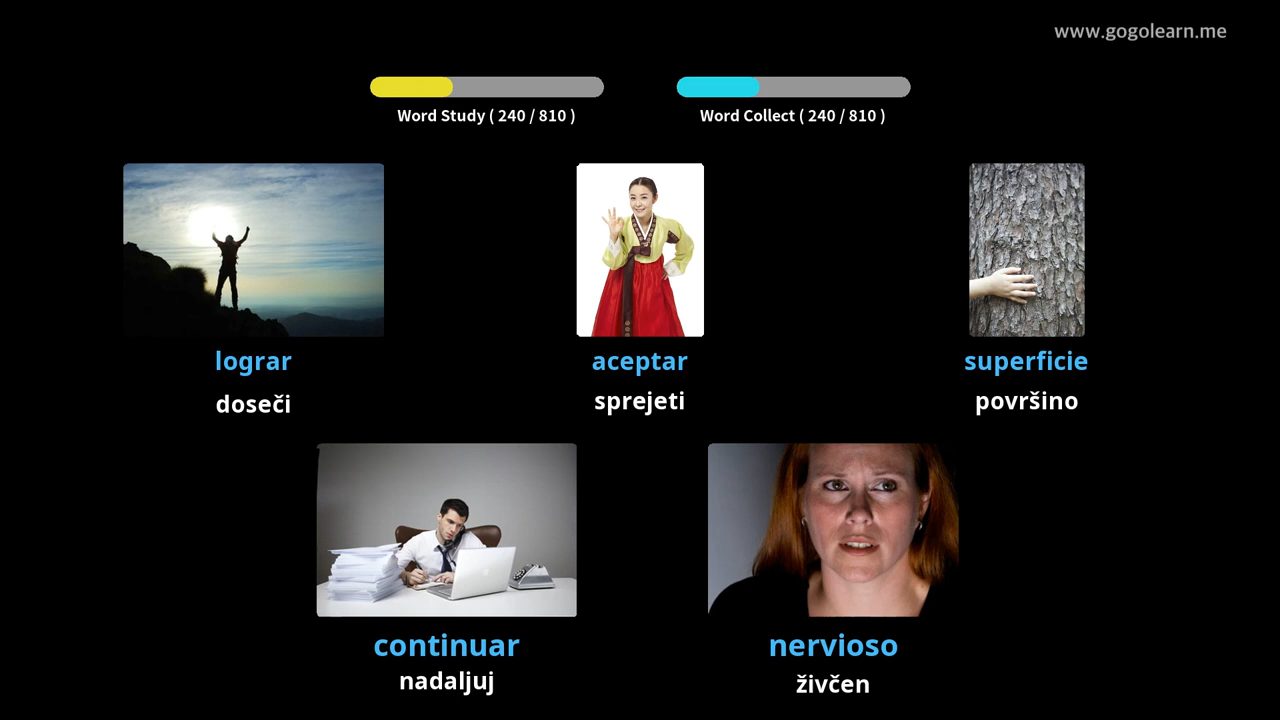 www.gogolearn.me
Word Study ( 240 / 810 )
Word Collect ( 240 / 810 )
lograr
doseči
aceptar
sprejeti
superficie
površino
continuar
nadaljuj
nervioso
živčen